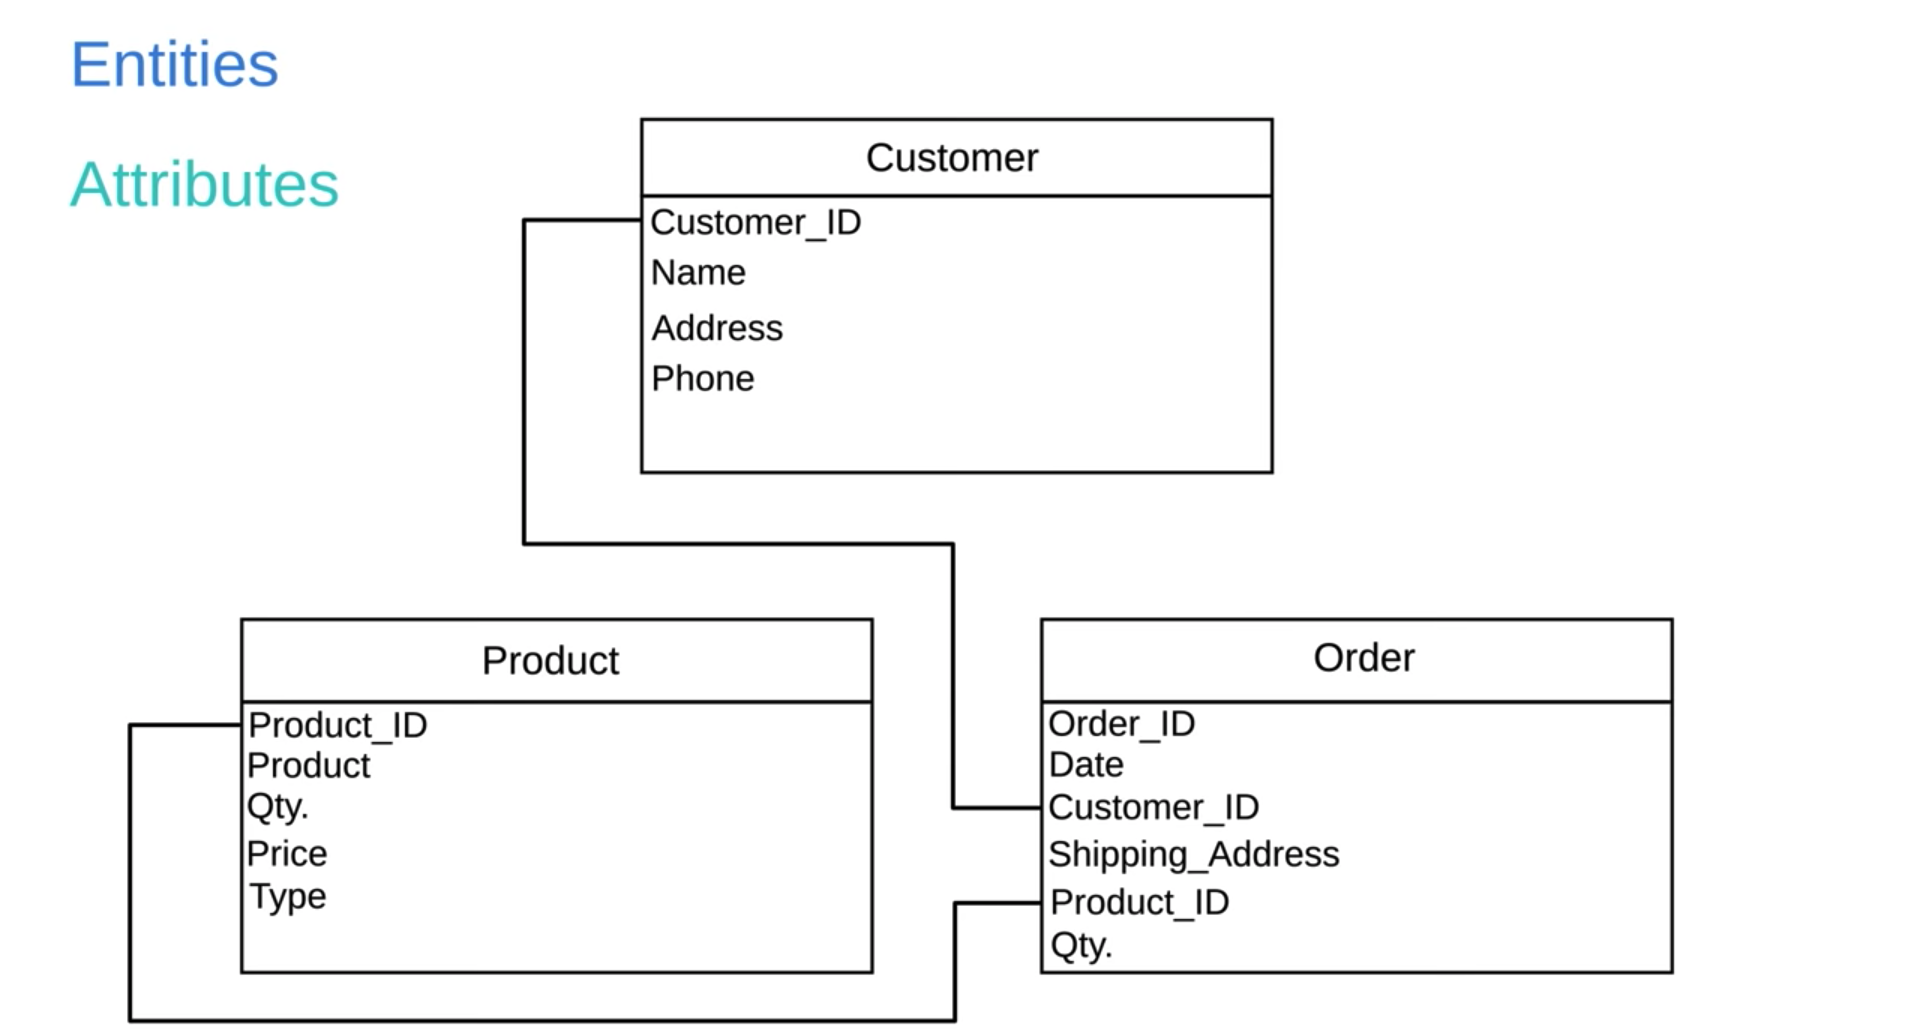 Entities
Attributes
Customer
Customer_ID
Name
Address
Phone
Product
Product_ID
Product
Qty.
Price
Type
Order
Order_ID
Date
Customer_ID
Shipping_Address
Product_ID
Qty.